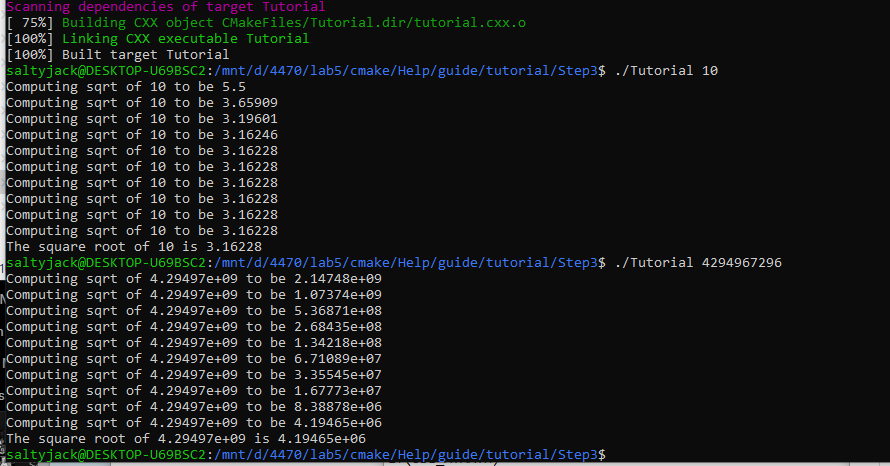 Scanning dependencies of target Tutorial
[ 75%] Building CXX object CMakeFiles/Tutorial.dir/tutorial.cxx.o
[100%] Linking CXX executable Tutorial
[100%] Built target Tutorial
saltyjack@DESKTOP-U69BSC2:/mnt/d/4470/lab5/cmake/Help/guide/tutorial/Step3$ ./Tutorial 10
Computing sqrt of 10 to be 5.5
Computing sqrt of 10 to be 3.65909
Computing sqrt of 10 to be 3.19601
Computing sqrt of 10 to be 3.16246
Computing sqrt of 10 to be 3.16228
Computing sqrt of 10 to be 3.16228
Computing sqrt of 10 to be 3.16228
Computing sqrt of 10 to be 3.16228
Computing sqrt of 10 to be 3.16228
Computing sqrt of 10 to be 3.16228
The square root of 10 is 3.16228
saltyjack@DESKTOP-U69BSC2:/mnt/d/4470/lab5/cmake/Help/guide/tutorial/Step3$ ./Tutorial 4294967296
Computing sqrt of 4.29497e+09 to be 2.14748e+09
Computing sqrt of 4.29497e+09 to be 1.07374e+09
Computing sqrt of 4.29497e+09 to be 5.36871e+08
Computing sqrt of 4.29497e+09 to be 2.68435e+08
Computing sqrt of 4.29497e+09 to be 1.34218e+08
Computing sqrt of 4.29497e+09 to be 6.71089e+07
Computing sqrt of 4.29497e+09 to be 3.35545e+07
Computing sqrt of 4.29497e+09 to be 1.67773e+07
Computing sqrt of 4.29497e+09 to be 8.38878e+06
Computing sqrt of 4.29497e+09 to be 4.19465e+06
The square root of 4.29497e+09 is 4.19465e+06
saltyjack@DESKTOP-U69BSC2:/mnt/d/4470/lab5/cmake/Help/guide/tutorial/Step3$